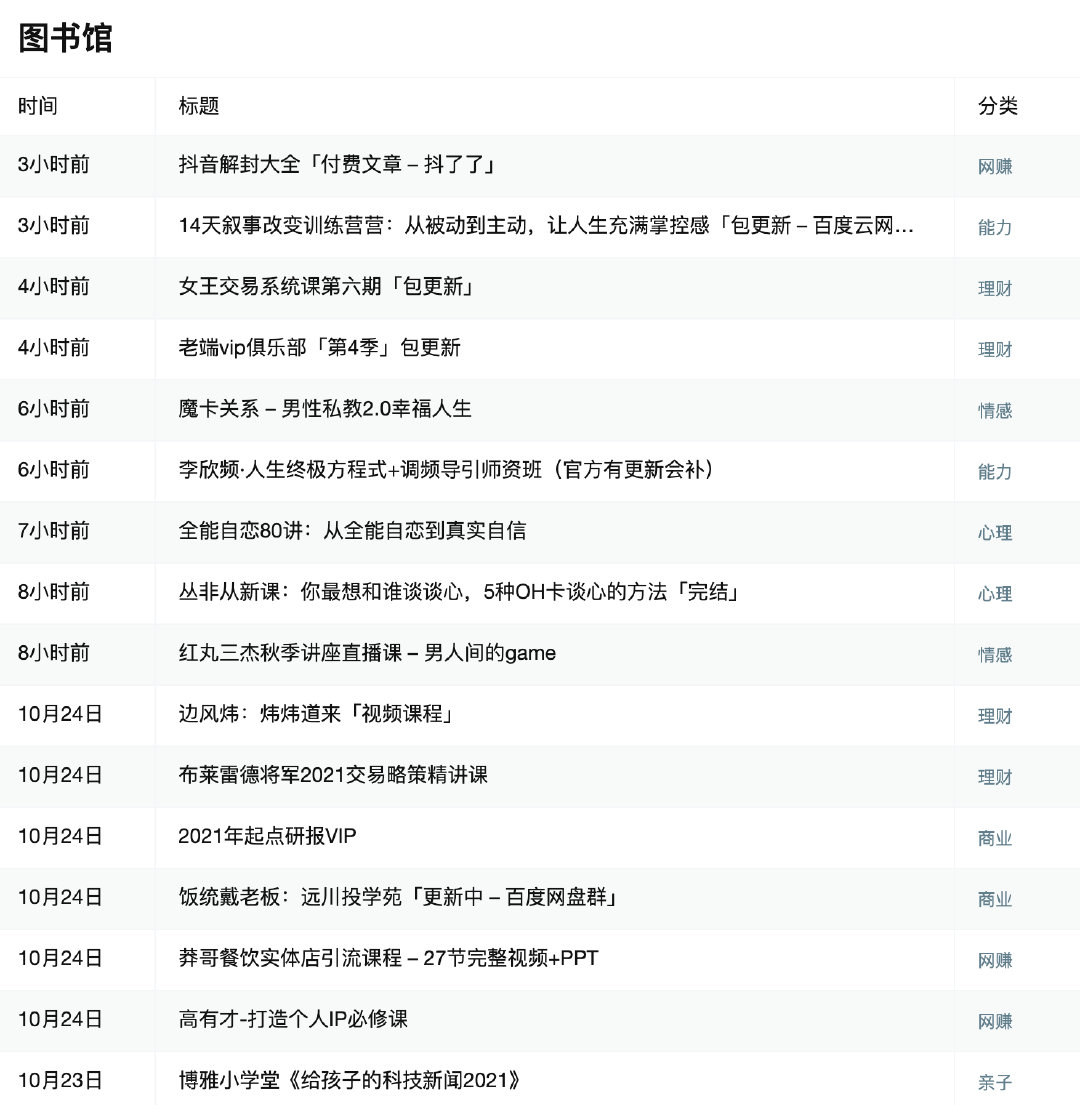 图书馆
时间 标题 分类
3小时前 抖音解封大全「付费文章 – 抖了了」 网赚
3小时前 14天叙事改变训练营营：从被动到主动，让人生充满掌控感「包更新 – 百度云网... 能力
4小时前 女王交易系统课第六期「包更新」 理财
4小时前 老端vip俱乐部「第4季」包更新 理财
6小时前 魔卡关系 – 男性私教2.0幸福人生 情感
6小时前 李欣频·人生终极方程式+调频导引师资班（官方有更新会补） 能力
7小时前 全能自恋80讲：从全能自恋到真实自信 心理
8小时前 丛非从新课：你最想和谁谈谈心，5种OH卡谈心的方法「完结」 心理
8小时前 红丸三杰秋季讲座直播课 – 男人间的game 情感
10月24日 边风炜：炜炜道来「视频课程」 理财
10月24日 布莱雷德将军2021交易略策精讲课 理财
10月24日 2021年起点研报VIP 商业
10月24日 饭统戴老板：远川投学苑「更新中 – 百度网盘群」 商业
10月24日 莽哥餐饮实体店引流课程 – 27节完整视频+PPT 网赚
10月24日 高有才-打造个人IP必修课 网赚
10月23日 博雅小学堂《给孩子的科技新闻2021》 亲子